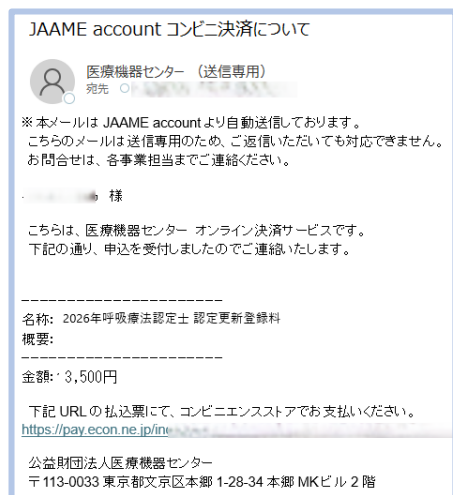 JAAME account コンビニ決済について
医療機器センター （送信専用）
宛先
※本メールは JAAME account より自動送信しております。
こちらのメールは送信専用のため、ご返信いただいても対応できません。
お問合せは、各事業担当までご連絡ください。
様
こちらは、医療機器センター オンライン決済サービスです。
下記の通り、申込を受付しましたのでご連絡いたします。
----------------------
名称: 2026年呼吸療法認定士 認定更新登録料
概要:
----------------------
金額: 3,500円
下記 URL の払込票にて、コンビニエンスストアでお支払いください。
https://pay.econ.ne.jp/in
公益財団法人医療機器センター
〒113-0033 東京都文京区本郷 1-28-34 本郷 MKビル 2 階